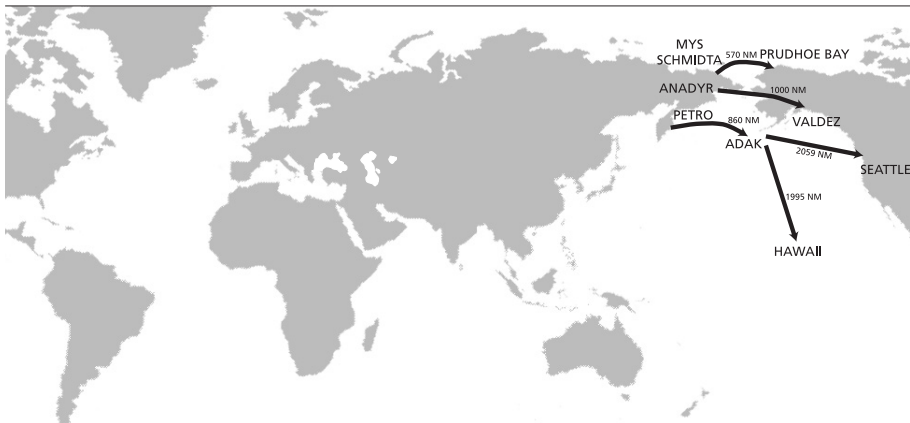 MYS
SCHMIDTA
570 NM
PRUDHOE BAY
ANADYR
1000 NM
VALDEZ
PETRO
860 NM
ADAK
2059 NM
SEATTLE
1995 NM
HAWAII